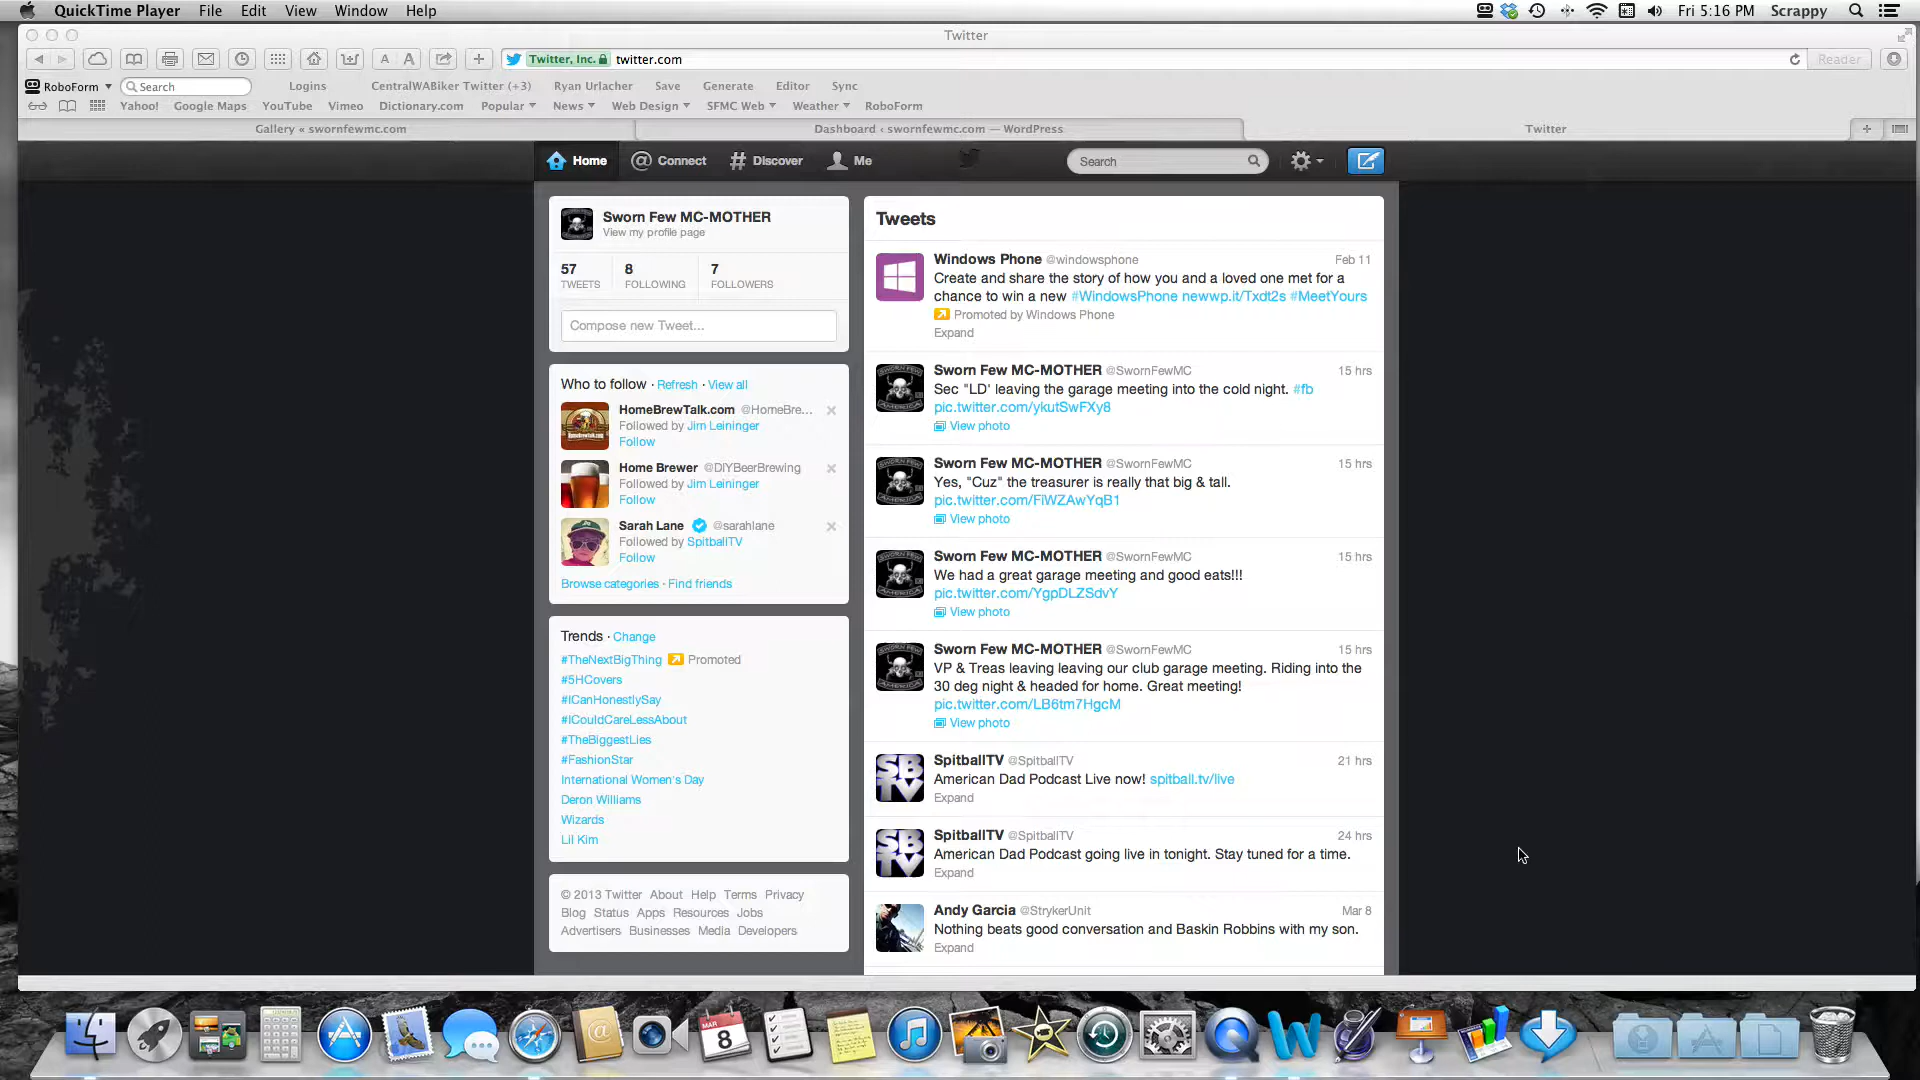 QuickTime Player File Edit View Window Help
Fri 5:16 PM Scrappy
Twitter
Twitter, Inc. twitter.com
Reader
RoboForm Search Logins CentralWABiker Twitter (+3) Ryan Urlacher Save Generate Editor Sync
Yahoo! Google Maps YouTube Vimeo Dictionary.com Popular News Web Design SFMC Web Weather RoboForm
Gallery « swornfewmc.com
Dashboard ‹ swornfewmc.com — WordPress
Twitter
Home Connect Discover Me
Search
Sworn Few MC-MOTHER
View my profile page
57 8 7
TWEETS FOLLOWING FOLLOWERS
Compose new Tweet...
Who to follow · Refresh · View all
HomeBrewTalk.com @HomeBre...
Followed by Jim Leininger
Follow
Home Brewer @DIYBeerBrewing
Followed by Jim Leininger
Follow
Sarah Lane @sarahlane
Followed by SpitballTV
Follow
Browse categories · Find friends
Trends · Change
#TheNextBigThing Promoted
#5HCovers
#ICanHonestlySay
#ICouldCareLessAbout
#TheBiggestLies
#FashionStar
International Women's Day
Deron Williams
Wizards
Lil Kim
© 2013 Twitter About Help Terms Privacy
Blog Status Apps Resources Jobs
Advertisers Businesses Media Developers
Tweets
Windows Phone @windowsphone Feb 11
Create and share the story of how you and a loved one met for a
chance to win a new #WindowsPhone newwp.it/Txdt2s #MeetYours
Promoted by Windows Phone
Expand
Sworn Few MC-MOTHER @SwornFewMC 15 hrs
Sec "LD' leaving the garage meeting into the cold night. #fb
pic.twitter.com/ykutSwFXy8
View photo
Sworn Few MC-MOTHER @SwornFewMC 15 hrs
Yes, "Cuz" the treasurer is really that big & tall.
pic.twitter.com/FiWZAwYqB1
View photo
Sworn Few MC-MOTHER @SwornFewMC 15 hrs
We had a great garage meeting and good eats!!!
pic.twitter.com/YgpDLZSdvY
View photo
Sworn Few MC-MOTHER @SwornFewMC 15 hrs
VP & Treas leaving leaving our club garage meeting. Riding into the
30 deg night & headed for home. Great meeting!
pic.twitter.com/LB6tm7HgcM
View photo
SpitballTV @SpitballTV 21 hrs
American Dad Podcast Live now! spitball.tv/live
Expand
SpitballTV @SpitballTV 24 hrs
American Dad Podcast going live in tonight. Stay tuned for a time.
Expand
Andy Garcia @StrykerUnit Mar 8
Nothing beats good conversation and Baskin Robbins with my son.
Expand
SB
TV
SB
TV
MAR
8